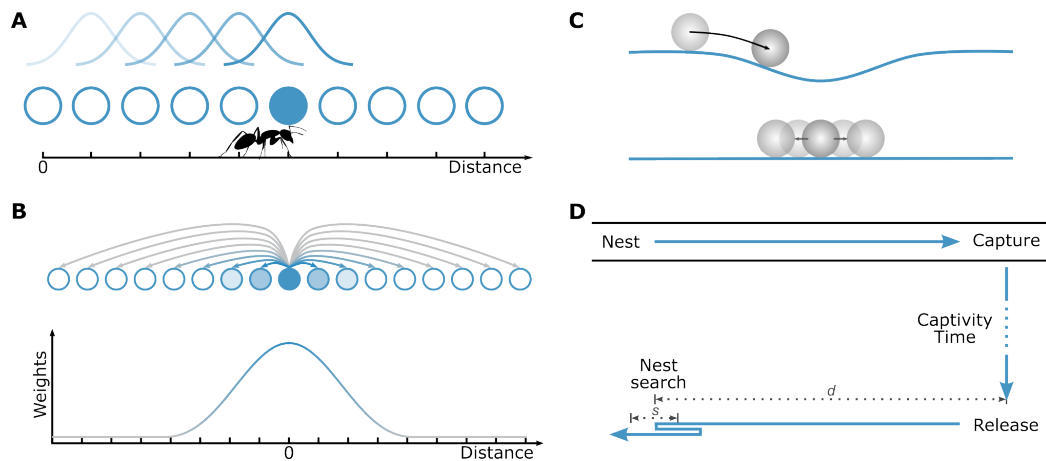 A
0
Distance
B
Weights
0
Distance
C
D
Nest
Capture
Captivity
Time
Nest
search
d
s
Release